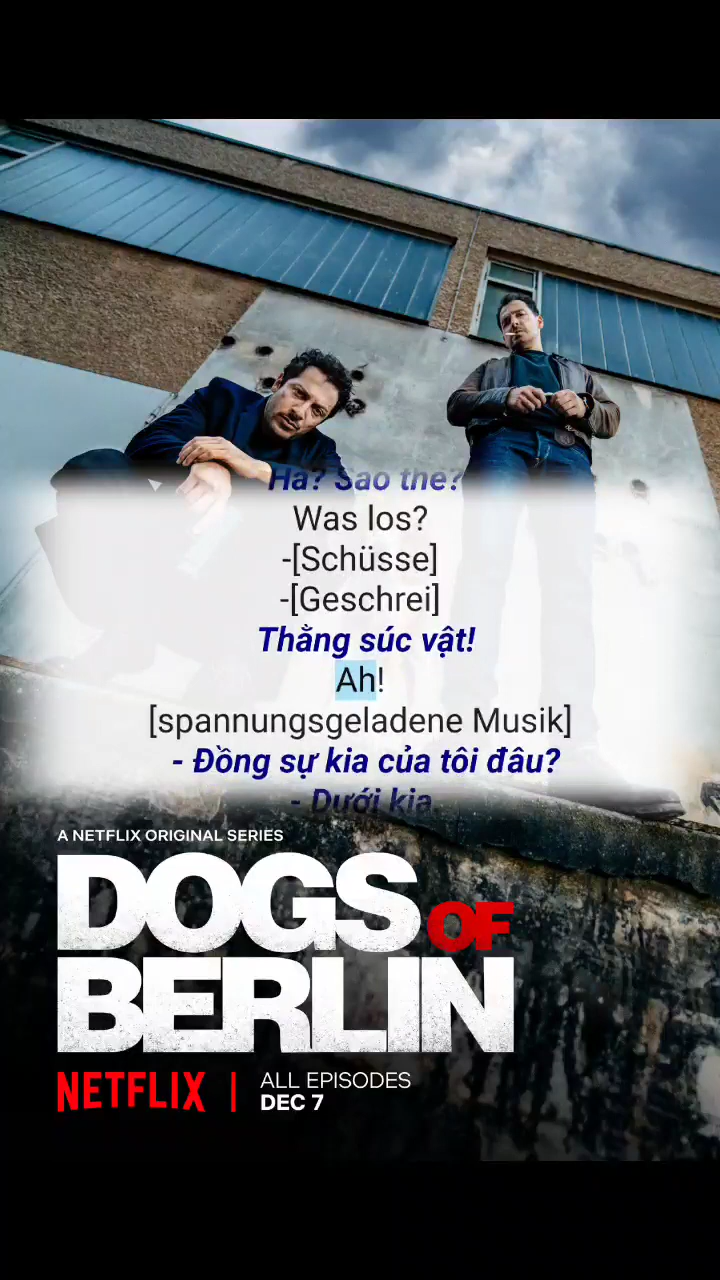 Hả? Sao thế?
Was los?
-[Schüsse]
-[Geschrei]
Thằng súc vật!
Ah!
[spannungsgeladene Musik]
- Đồng sự kia của tôi đâu?
- Dưới kia.
A NETFLIX ORIGINAL SERIES
DOGS OF
BERLIN
NETFLIX | ALL EPISODES
DEC 7